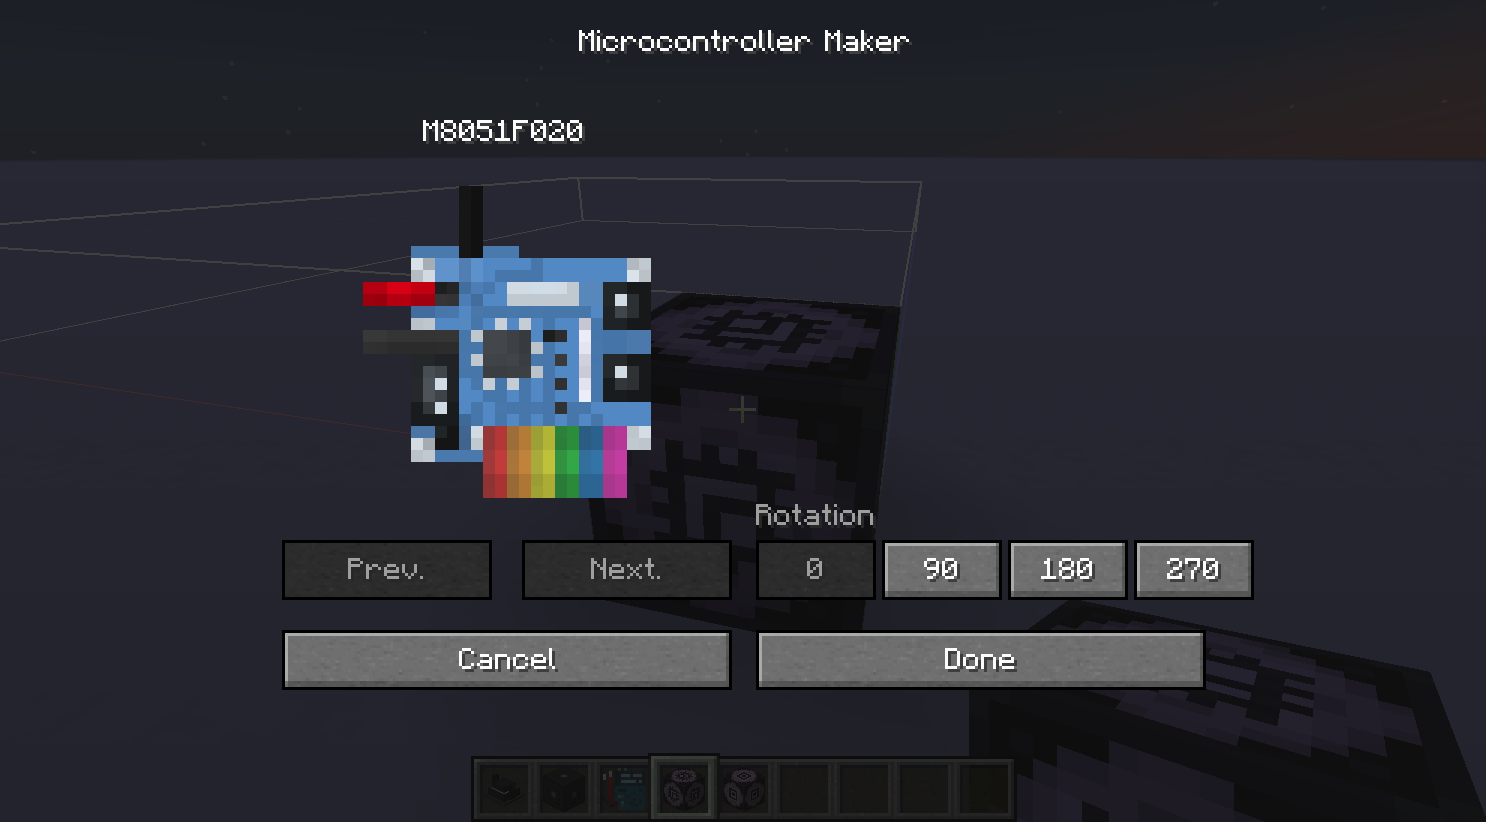 Microcontroller Maker
M8051F020
Rotation
Prev.
Next.
0
90
180
270
Cancel
Done